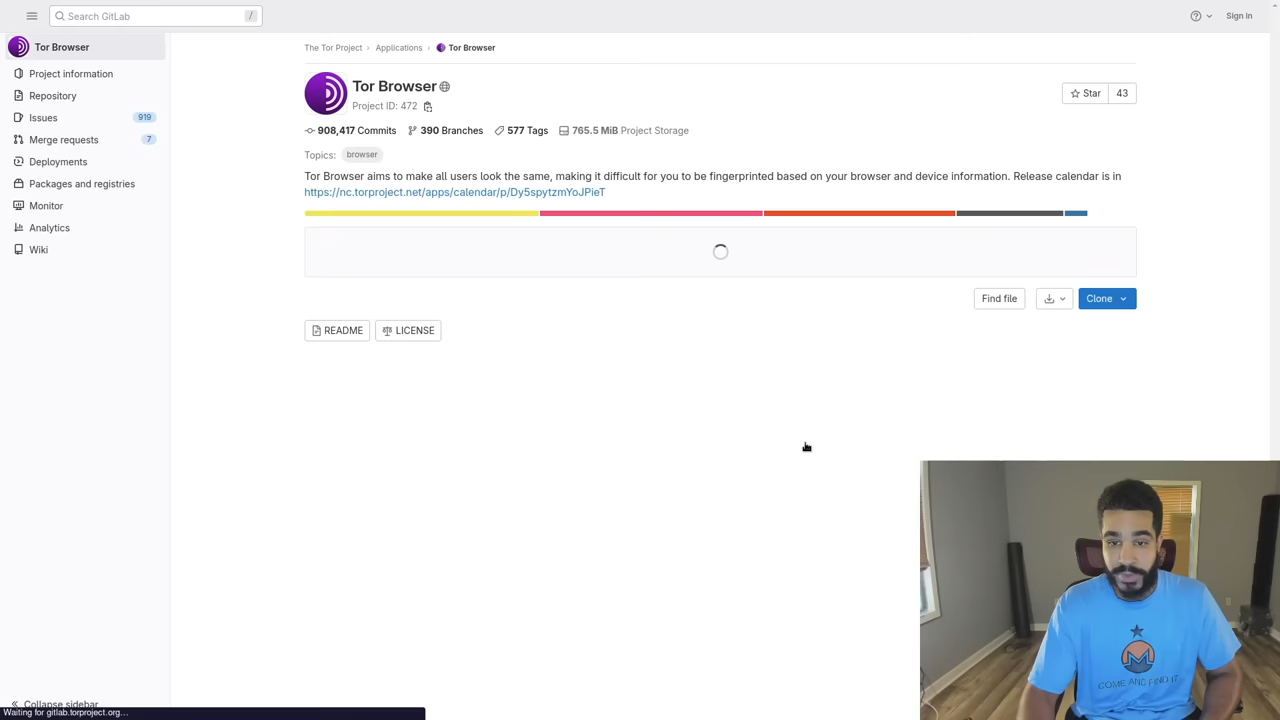 Search GitLab
/
Sign in
Tor Browser
Project information
Repository
Issues
919
Merge requests
7
Deployments
Packages and registries
Monitor
Analytics
Wiki
Collapse sidebar
Waiting for gitlab.torproject.org...
The Tor Project › Applications › Tor Browser
Tor Browser
Project ID: 472
Star
43
908,417 Commits
390 Branches
577 Tags
765.5 MiB Project Storage
Topics:
browser
Tor Browser aims to make all users look the same, making it difficult for you to be fingerprinted based on your browser and device information. Release calendar is in
https://nc.torproject.net/apps/calendar/p/Dy5spytzmYoJPieT
Find file
Clone
README
LICENSE
COME AND FIND IT